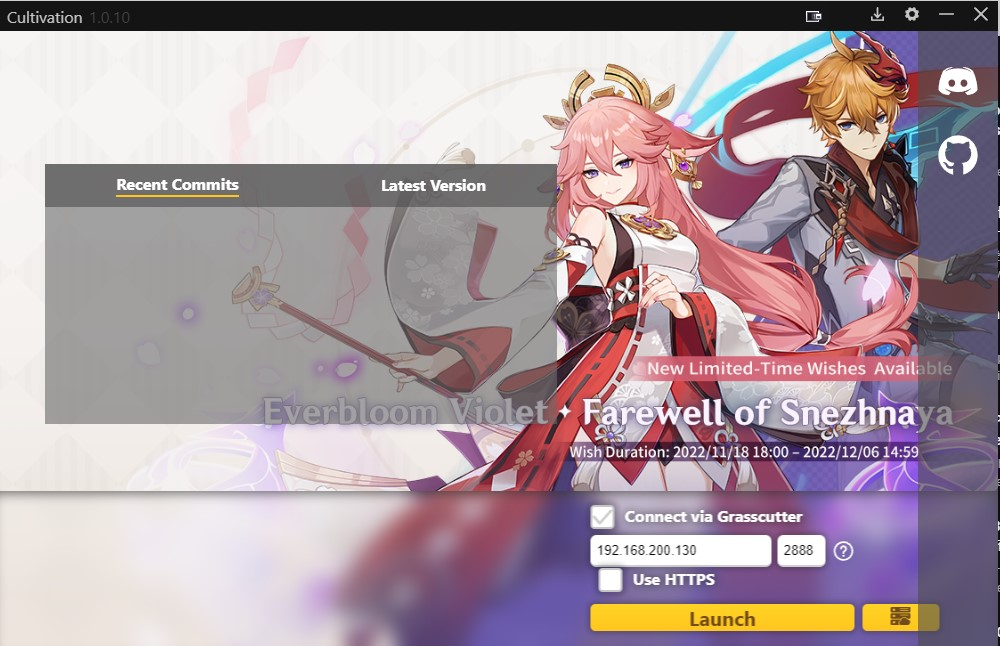 Cultivation 1.0.10
Recent Commits
Latest Version
New Limited-Time Wishes Available
Everbloom Violet ✦ Farewell of Snezhnaya
Wish Duration: 2022/11/18 18:00 – 2022/12/06 14:59
Connect via Grasscutter
192.168.200.130
2888
?
Use HTTPS
Launch